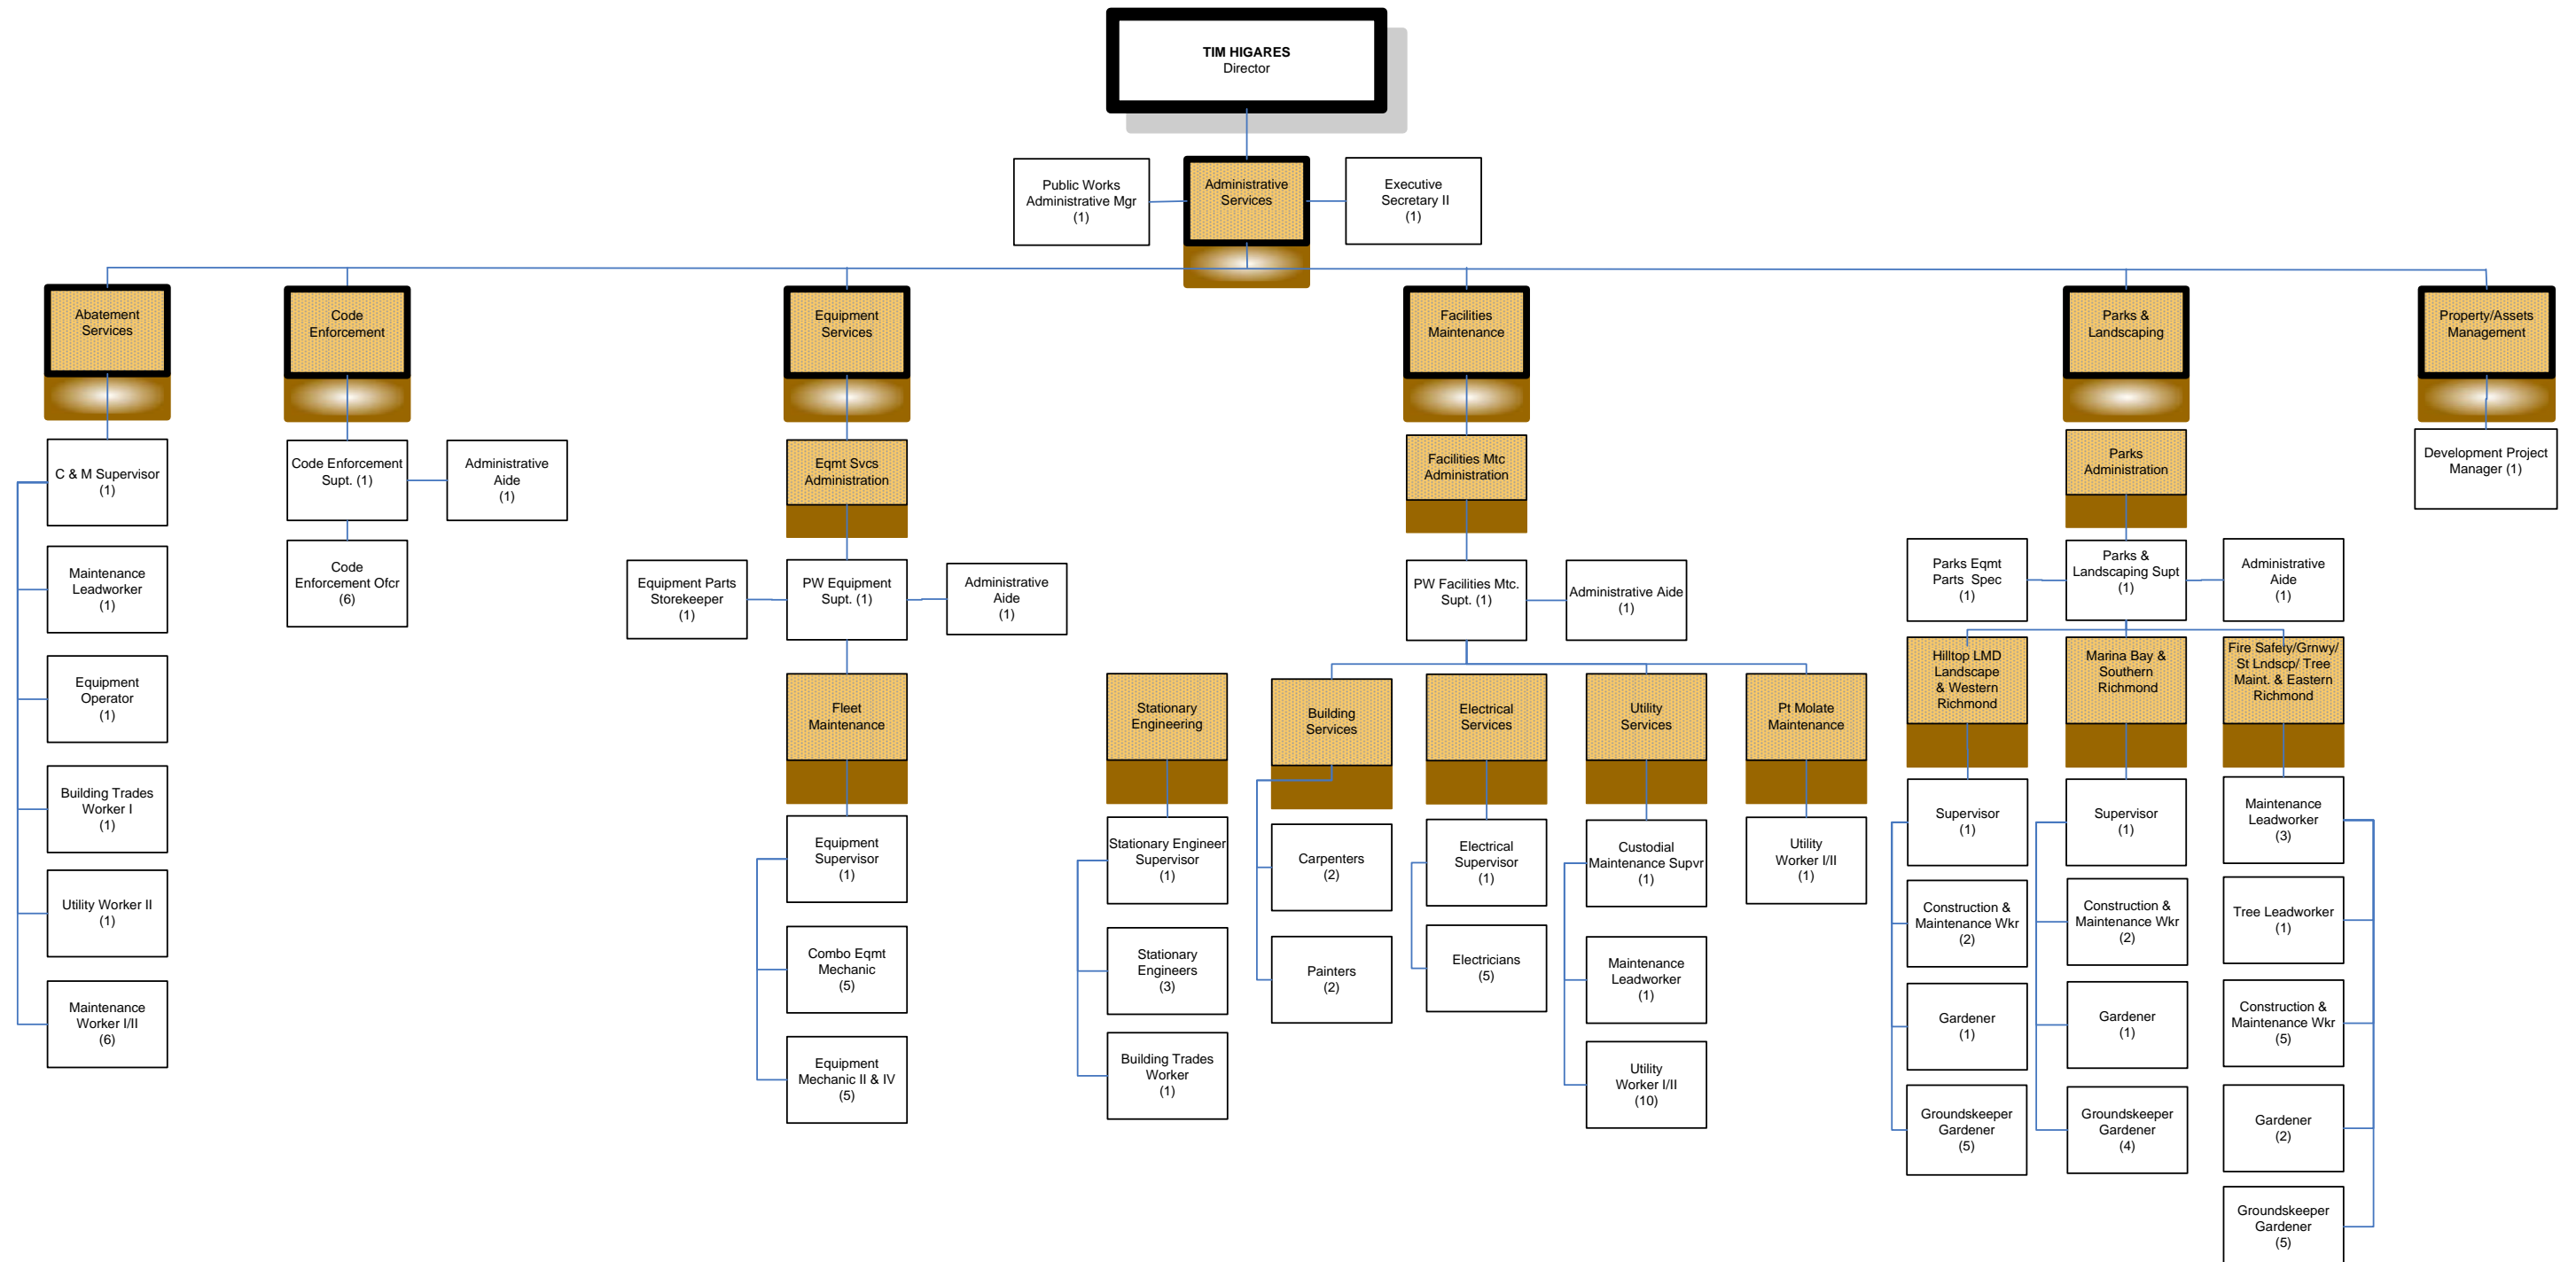 TIM HIGARES
Director
Public Works
Administrative Mgr
(1)
Administrative
Services
Executive
Secretary II
(1)
Abatement
Services
Code
Enforcement
Equipment
Services
Facilities
Maintenance
Parks &
Landscaping
Property/Assets
Management
C & M Supervisor
(1)
Maintenance
Leadworker
(1)
Equipment
Operator
(1)
Building Trades
Worker I
(1)
Utility Worker II
(1)
Maintenance
Worker I/II
(6)
Code Enforcement
Supt. (1)
Administrative
Aide
(1)
Code
Enforcement Ofcr
(6)
Eqmt Svcs
Administration
Equipment Parts
Storekeeper
(1)
PW Equipment
Supt. (1)
Administrative
Aide
(1)
Fleet
Maintenance
Equipment
Supervisor
(1)
Combo Eqmt
Mechanic
(5)
Equipment
Mechanic II & IV
(5)
Facilities Mtc
Administration
PW Facilities Mtc.
Supt. (1)
Administrative Aide
(1)
Stationary
Engineering
Stationary Engineer
Supervisor
(1)
Stationary
Engineers
(3)
Building Trades
Worker
(1)
Building
Services
Carpenters
(2)
Painters
(2)
Electrical
Services
Electrical
Supervisor
(1)
Electricians
(5)
Utility
Services
Custodial
Maintenance Supvr
(1)
Maintenance
Leadworker
(1)
Utility
Worker I/II
(10)
Pt Molate
Maintenance
Utility
Worker I/II
(1)
Parks
Administration
Parks Eqmt
Parts  Spec
(1)
Parks &
Landscaping Supt
(1)
Administrative
Aide
(1)
Hilltop LMD
Landscape
& Western
Richmond
Supervisor
(1)
Construction &
Maintenance Wkr
(2)
Gardener
(1)
Groundskeeper
Gardener
(5)
Marina Bay &
Southern
Richmond
Supervisor
(1)
Construction &
Maintenance Wkr
(2)
Gardener
(1)
Groundskeeper
Gardener
(4)
Fire Safety/Grnwy/
St Lndscp/ Tree
Maint. & Eastern
Richmond
Maintenance
Leadworker
(3)
Tree Leadworker
(1)
Construction &
Maintenance Wkr
(5)
Gardener
(2)
Groundskeeper
Gardener
(5)
Development Project
Manager (1)